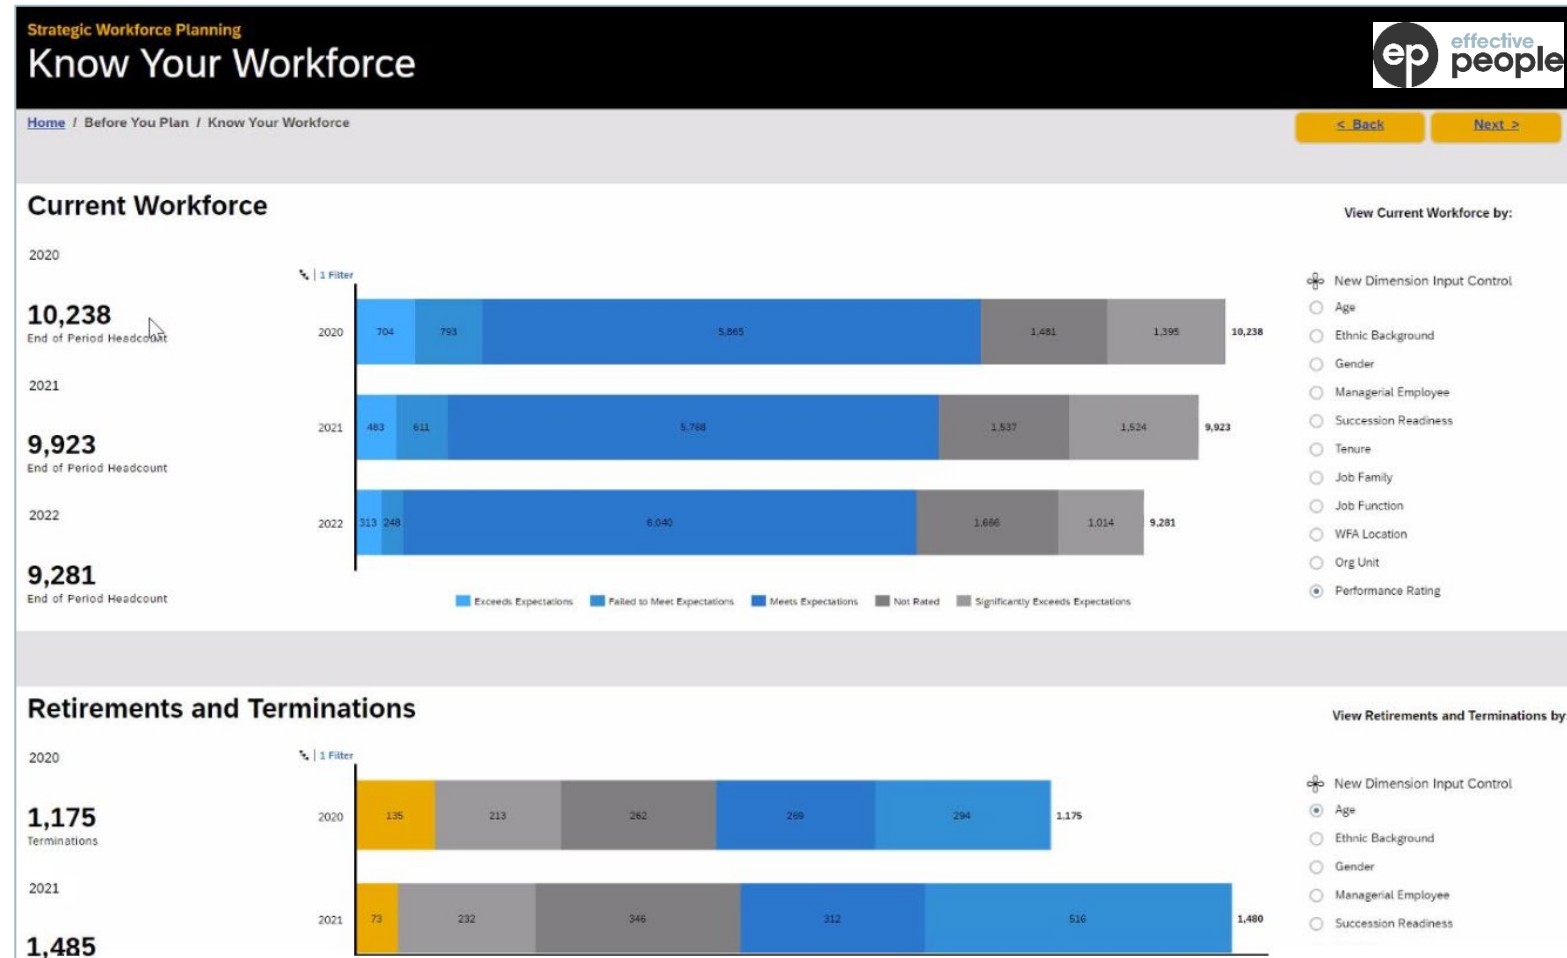 Strategic Workforce Planning
Know Your Workforce
ep effective people
Home / Before You Plan / Know Your Workforce
< Back
Next >
Current Workforce
View Current Workforce by:
2020
10,238
End of Period Headcount
2021
9,923
End of Period Headcount
2022
9,281
End of Period Headcount
1 Filter
2020 704 793 5,865 1,481 1,395 10,238
2021 483 611 5,768 1,537 1,524 9,923
2022 313 248 6,040 1,666 1,014 9,281
Exceeds Expectations Failed to Meet Expectations Meets Expectations Not Rated Significantly Exceeds Expectations
New Dimension Input Control
Age
Ethnic Background
Gender
Managerial Employee
Succession Readiness
Tenure
Job Family
Job Function
WFA Location
Org Unit
Performance Rating
Retirements and Terminations
View Retirements and Terminations by:
2020
1,175
Terminations
2021
1,485
1 Filter
2020 135 213 262 269 294 1,175
2021 73 232 346 312 516 1,480
New Dimension Input Control
Age
Ethnic Background
Gender
Managerial Employee
Succession Readiness